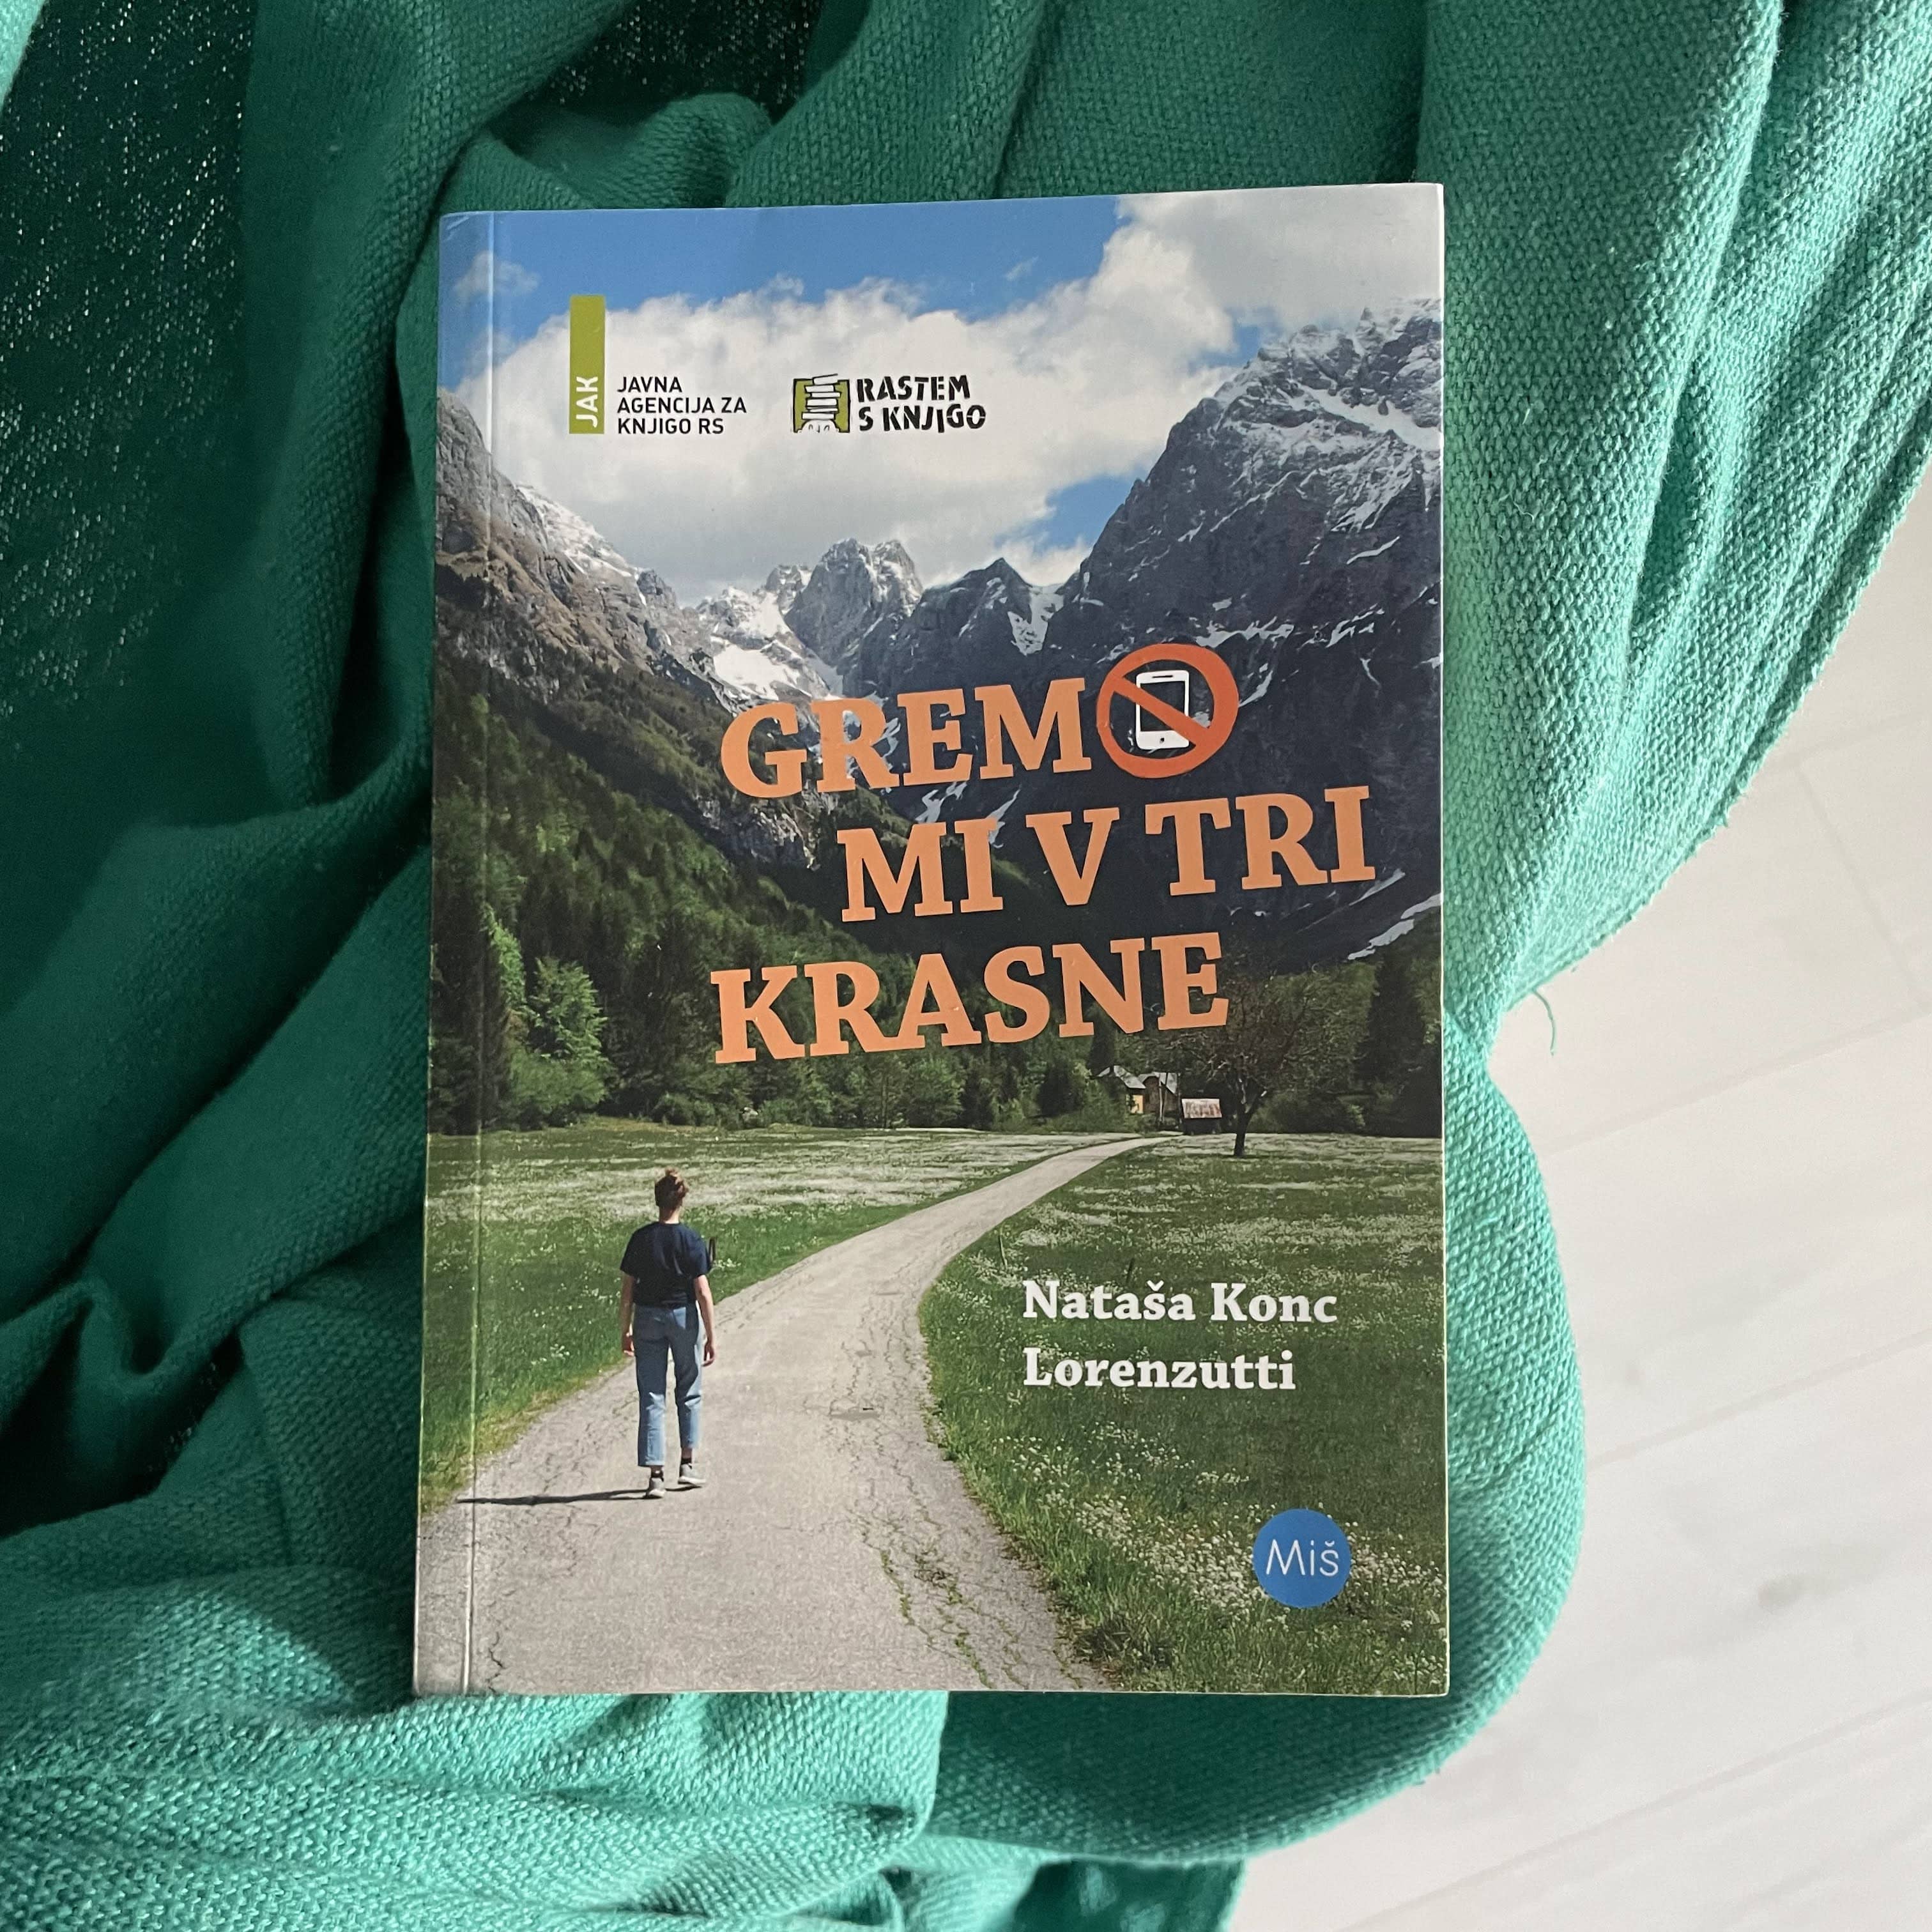 JAK
JAVNA
AGENCIJA ZA
KNJIGO RS
RASTEM
S KNJIGO
GREMO
MI V TRI
KRASNE
Nataša Konc
Lorenzutti
Miš